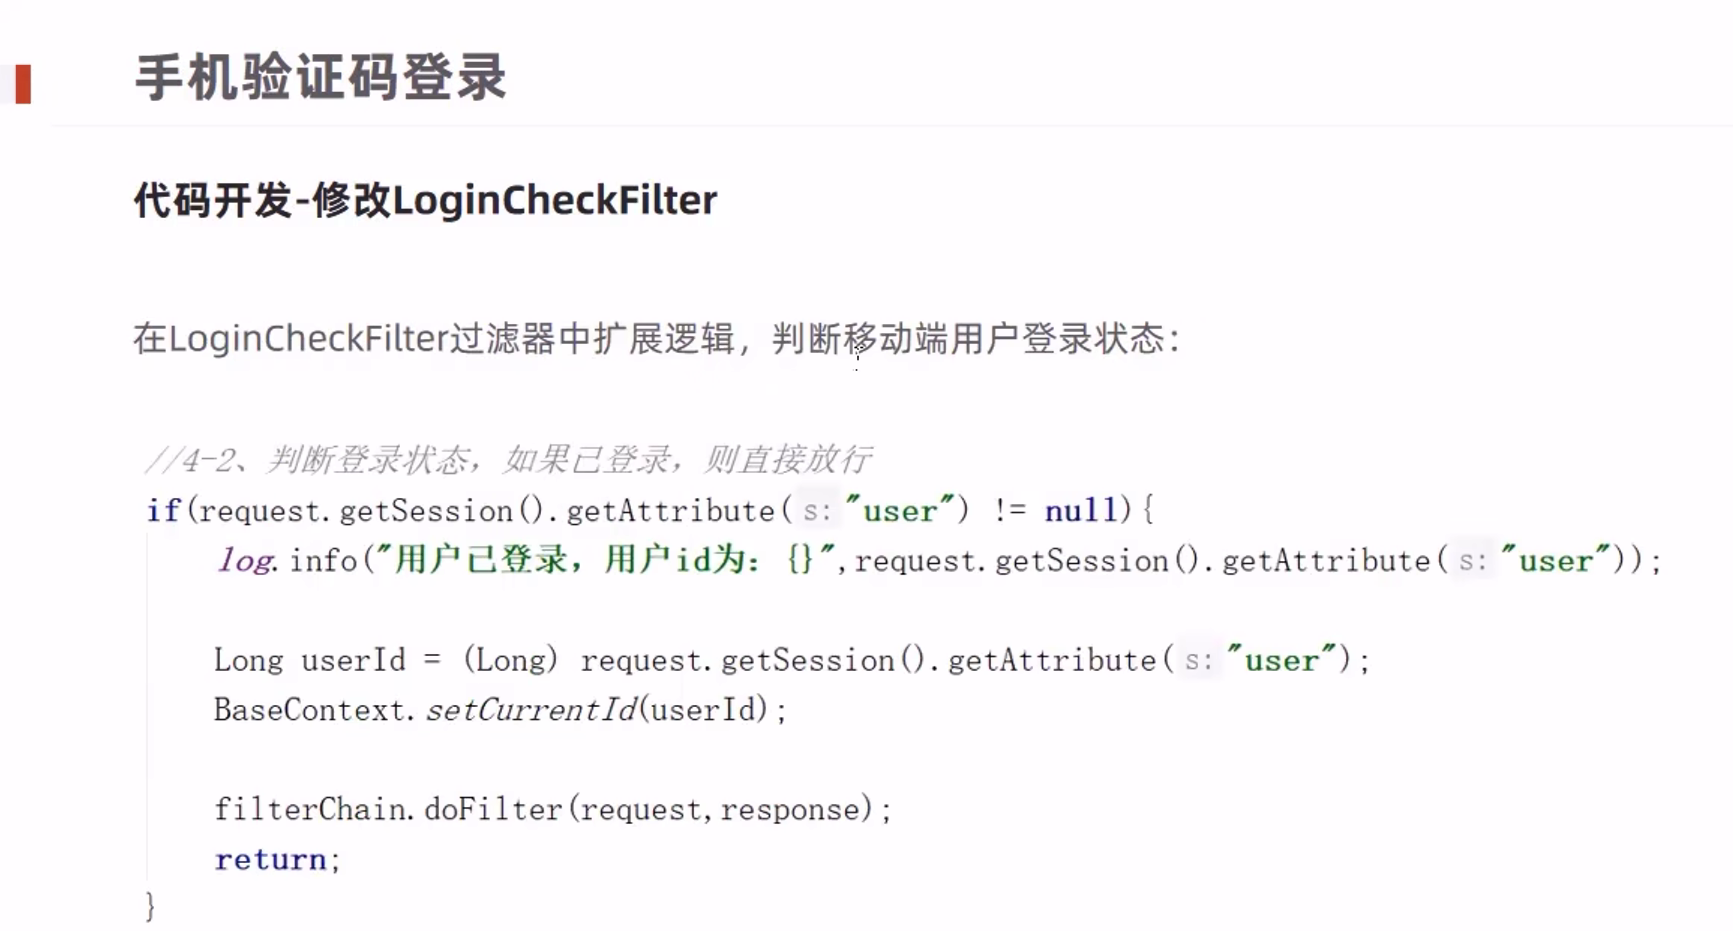 手机验证码登录
代码开发-修改LoginCheckFilter
在LoginCheckFilter过滤器中扩展逻辑，判断移动端用户登录状态：
//4-2、判断登录状态，如果已登录，则直接放行
if(request.getSession().getAttribute( s: "user") != null){
log.info("用户已登录，用户id为：{}",request.getSession().getAttribute( s: "user"));
Long userId = (Long) request.getSession().getAttribute( s: "user");
BaseContext.setCurrentId(userId);
filterChain.doFilter(request,response);
return;
}